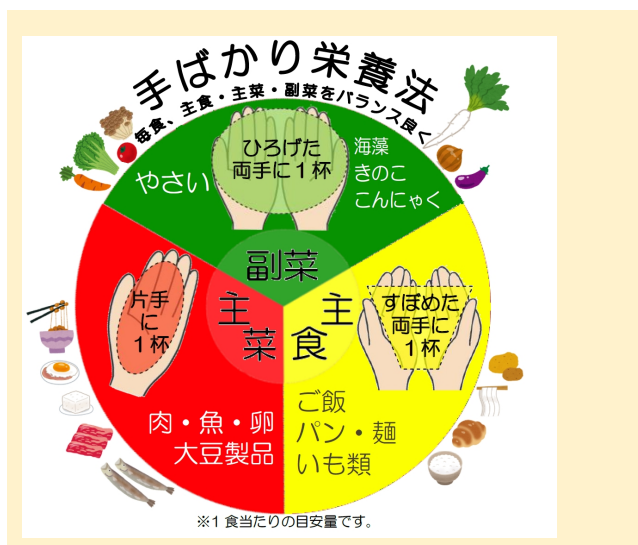 手ばかり栄養法
毎食、主食・主菜・副菜をバランス良く
ひろげた
両手に1杯
やさい
海藻
きのこ
こんにゃく
副菜
片手
に
1杯
主菜
肉・魚・卵
大豆製品
主食
すぼめた
両手に
1杯
ご飯
パン・麺
いも類
※1食当たりの目安量です。